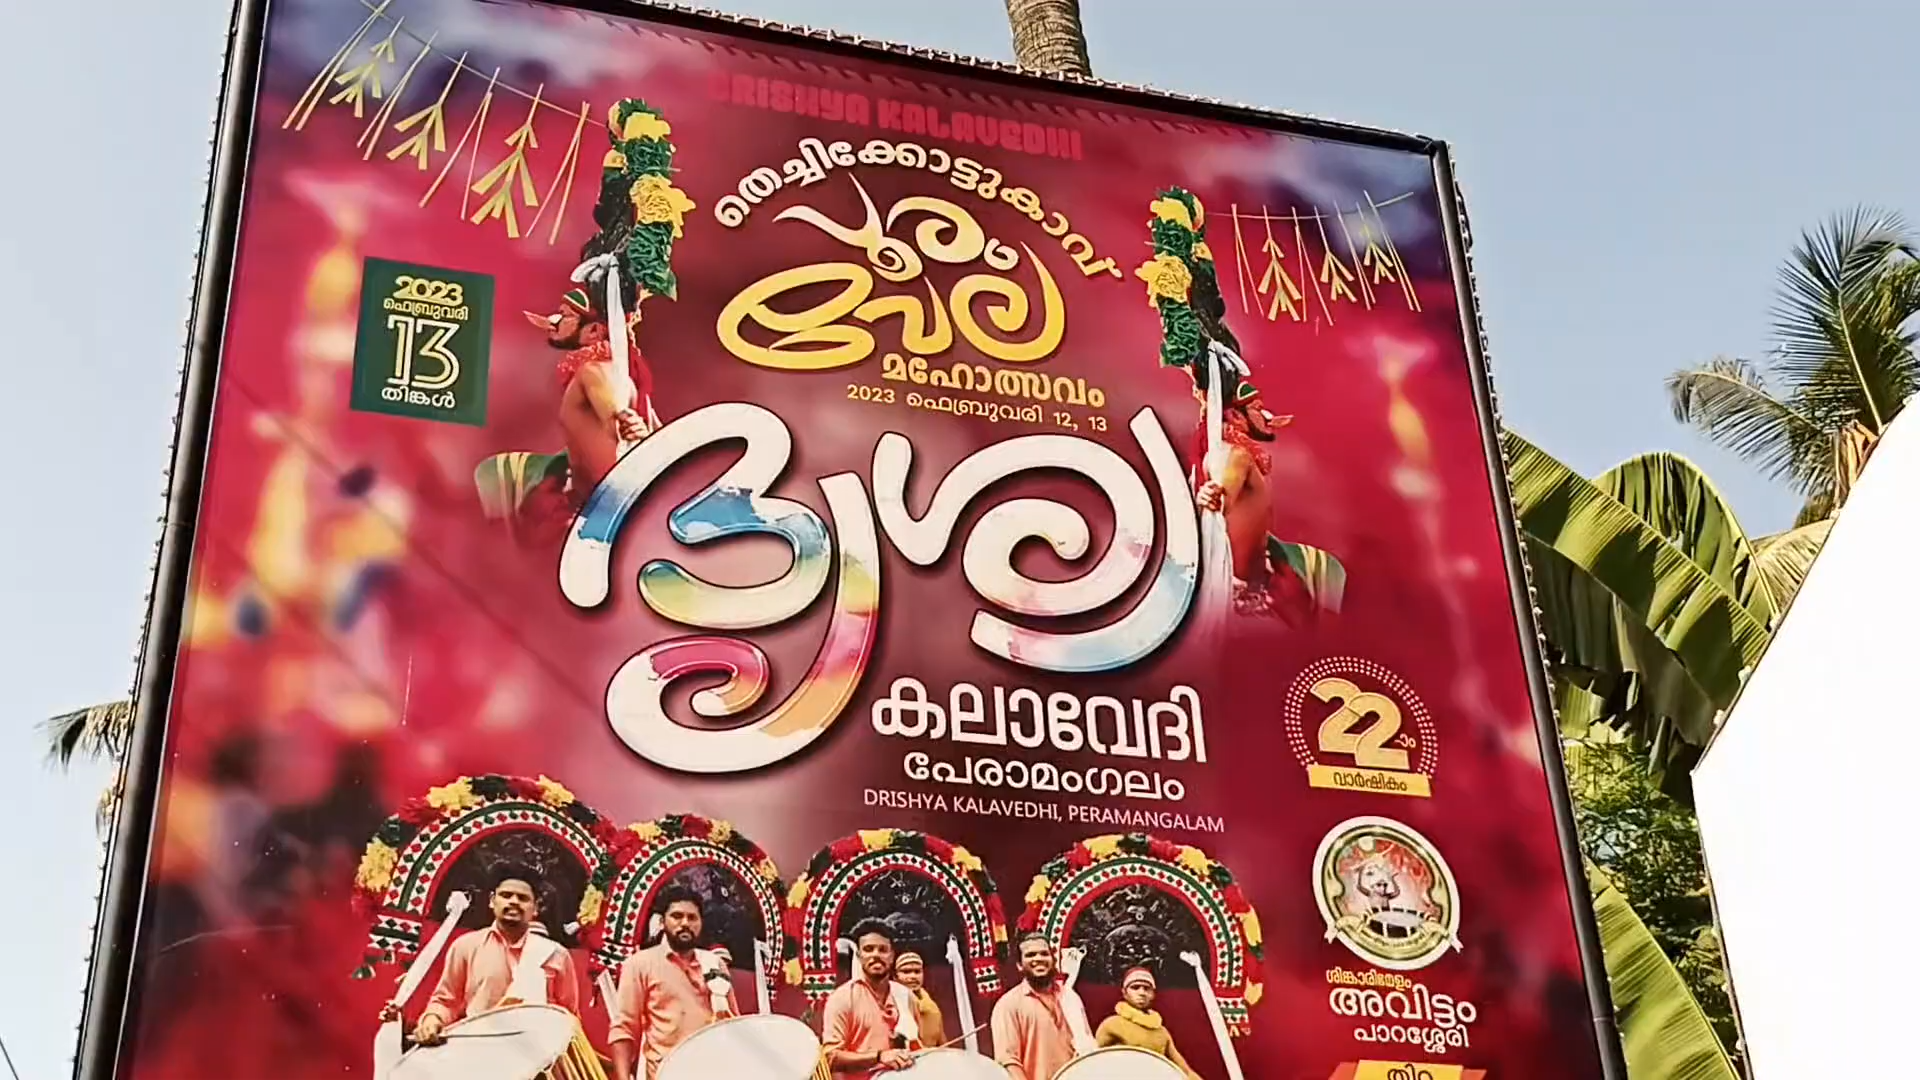 DRISHYA KALAVEDHI
തെച്ചിക്കോട്ടുകാവ്
പൂരം
വേല
മഹോത്സവം
2023 ഫെബ്രുവരി 12, 13
2023
ഫെബ്രുവരി
13
തിങ്കൾ
ദൃശ്യ
കലാവേദി
പേരാമംഗലം
DRISHYA KALAVEDHI, PERAMANGALAM
22-ാം
വാർഷികം
ശിങ്കാരിമേളം
അവിട്ടം
പാറശ്ശേരി
തിറ